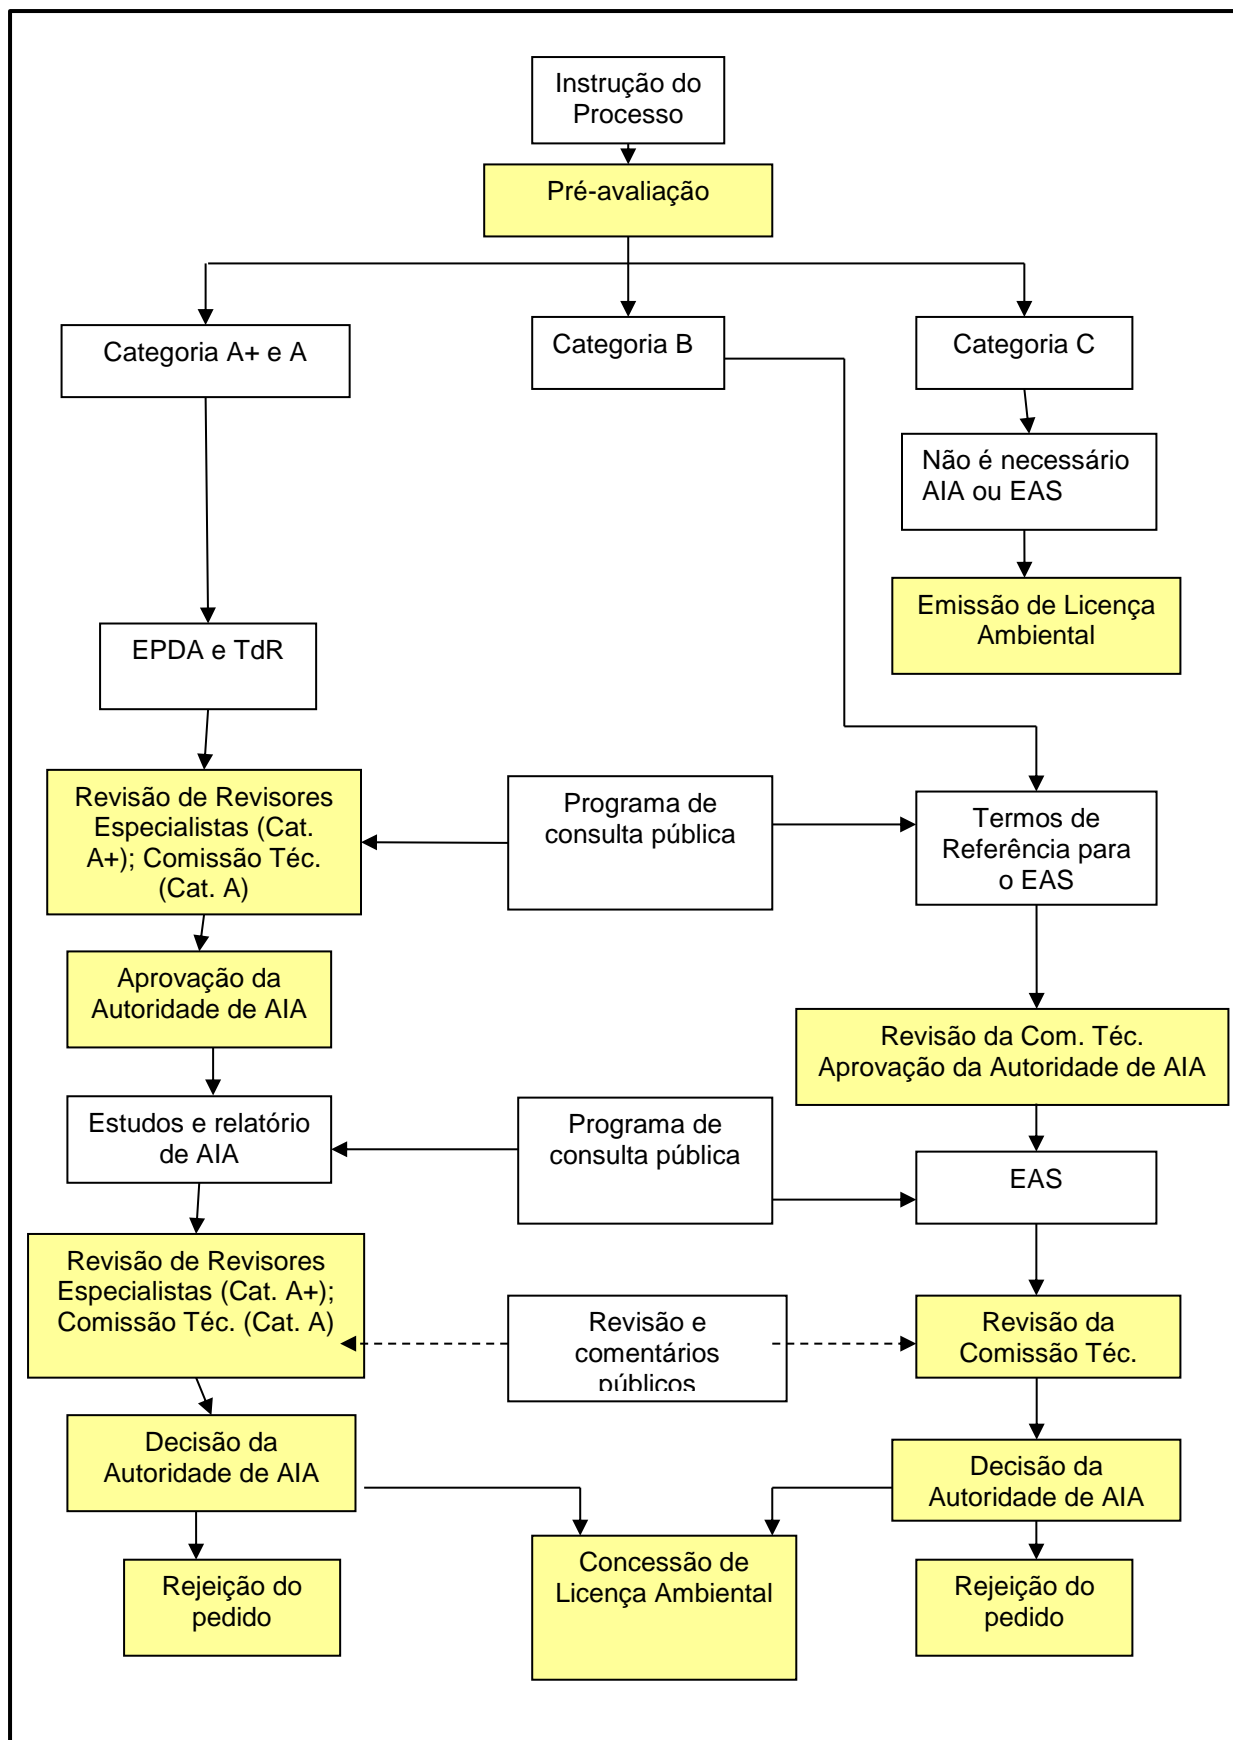 Instrução do
Processo
Pré-avaliação
Categoria A+ e A
Categoria B
Categoria C
Não é necessário
AIA ou EAS
Emissão de Licença
Ambiental
EPDA e TdR
Revisão de Revisores
Especialistas (Cat.
A+); Comissão Téc.
(Cat. A)
Programa de
consulta pública
Termos de
Referência para
o EAS
Aprovação da
Autoridade de AIA
Revisão da Com. Téc.
Aprovação da Autoridade de AIA
Estudos e relatório
de AIA
Programa de
consulta pública
EAS
Revisão de Revisores
Especialistas (Cat. A+);
Comissão Téc. (Cat. A)
Revisão e
comentários
públicos
Revisão da
Comissão Téc.
Decisão da
Autoridade de AIA
Decisão da
Autoridade de AIA
Rejeição do
pedido
Concessão de
Licença Ambiental
Rejeição do
pedido